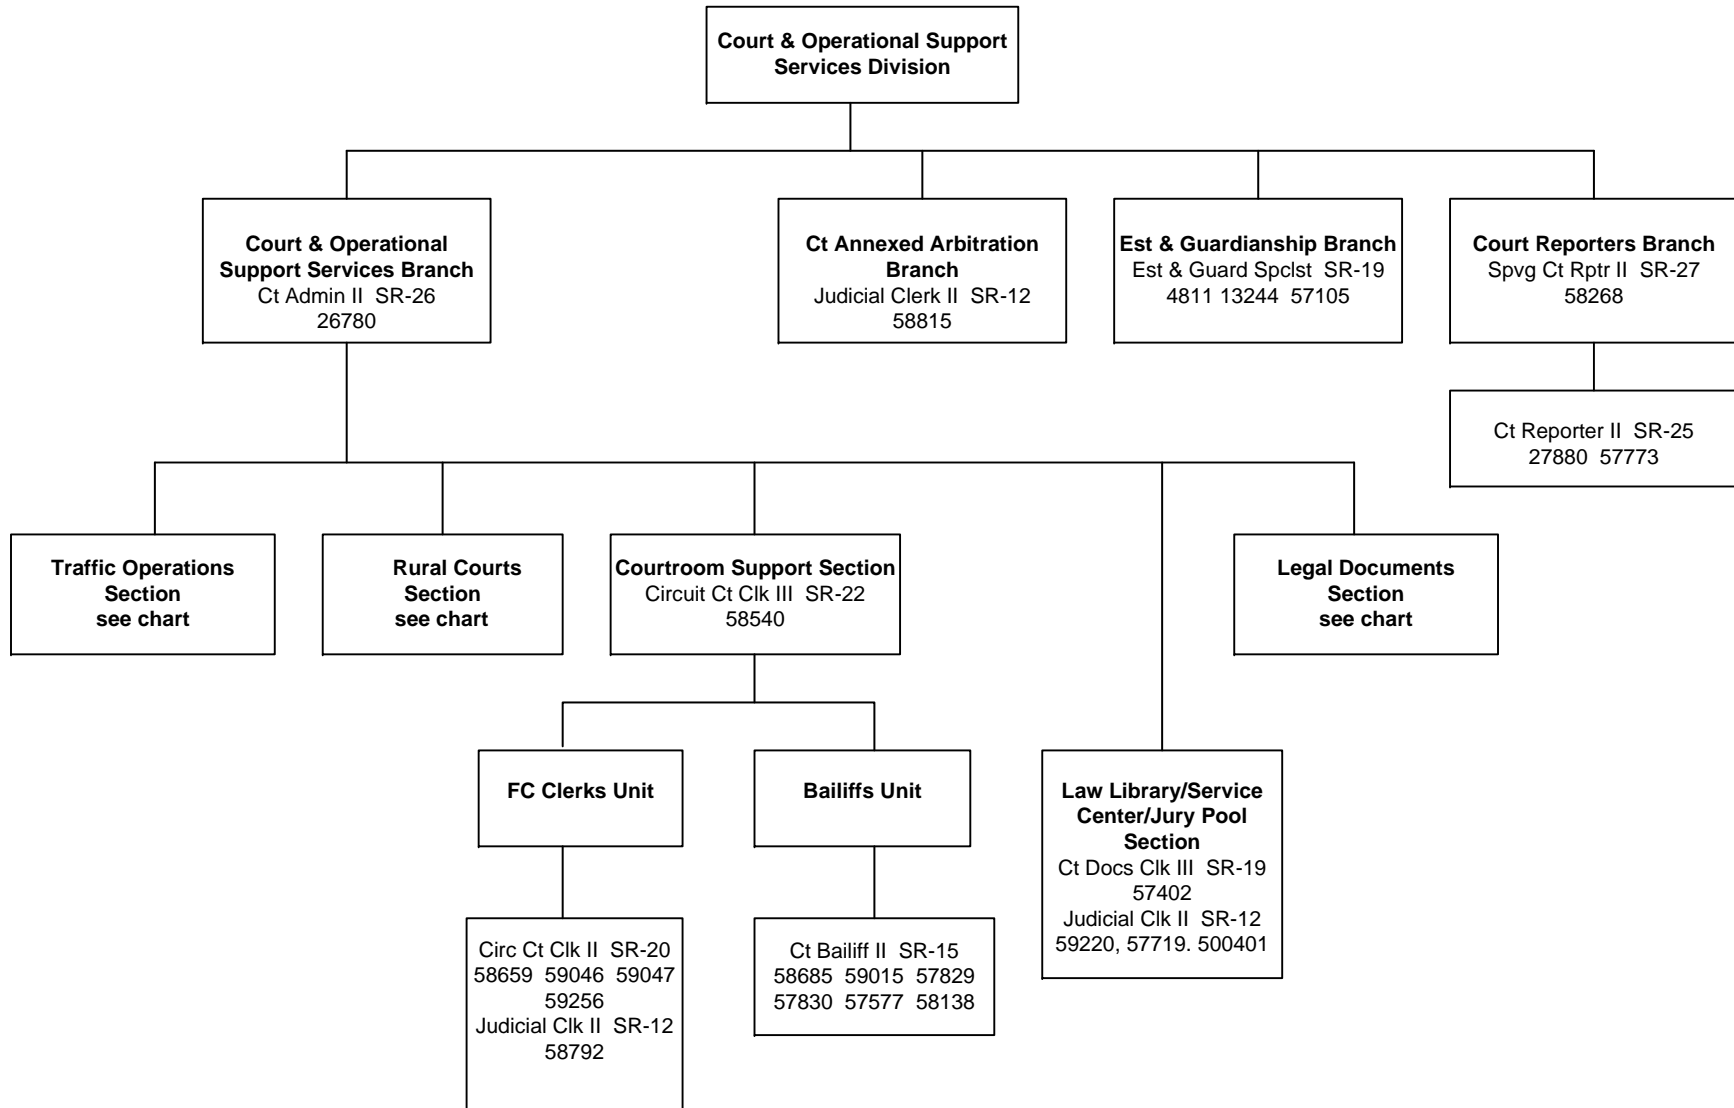 Court & Operational Support
Services Division
Court & Operational
Support Services Branch
Ct Admin II SR-26
26780
Ct Annexed Arbitration
Branch
Judicial Clerk II SR-12
58815
Est & Guardianship Branch
Est & Guard Spclst SR-19
4811 13244 57105
Court Reporters Branch
Spvg Ct Rptr II SR-27
58268
Ct Reporter II SR-25
27880 57773
Traffic Operations
Section
see chart
Rural Courts
Section
see chart
Courtroom Support Section
Circuit Ct Clk III SR-22
58540
Legal Documents
Section
see chart
FC Clerks Unit
Bailiffs Unit
Law Library/Service
Center/Jury Pool
Section
Ct Docs Clk III SR-19
57402
Judicial Clk II SR-12
59220, 57719. 500401
Circ Ct Clk II SR-20
58659 59046 59047
59256
Judicial Clk II SR-12
58792
Ct Bailiff II SR-15
58685 59015 57829
57830 57577 58138